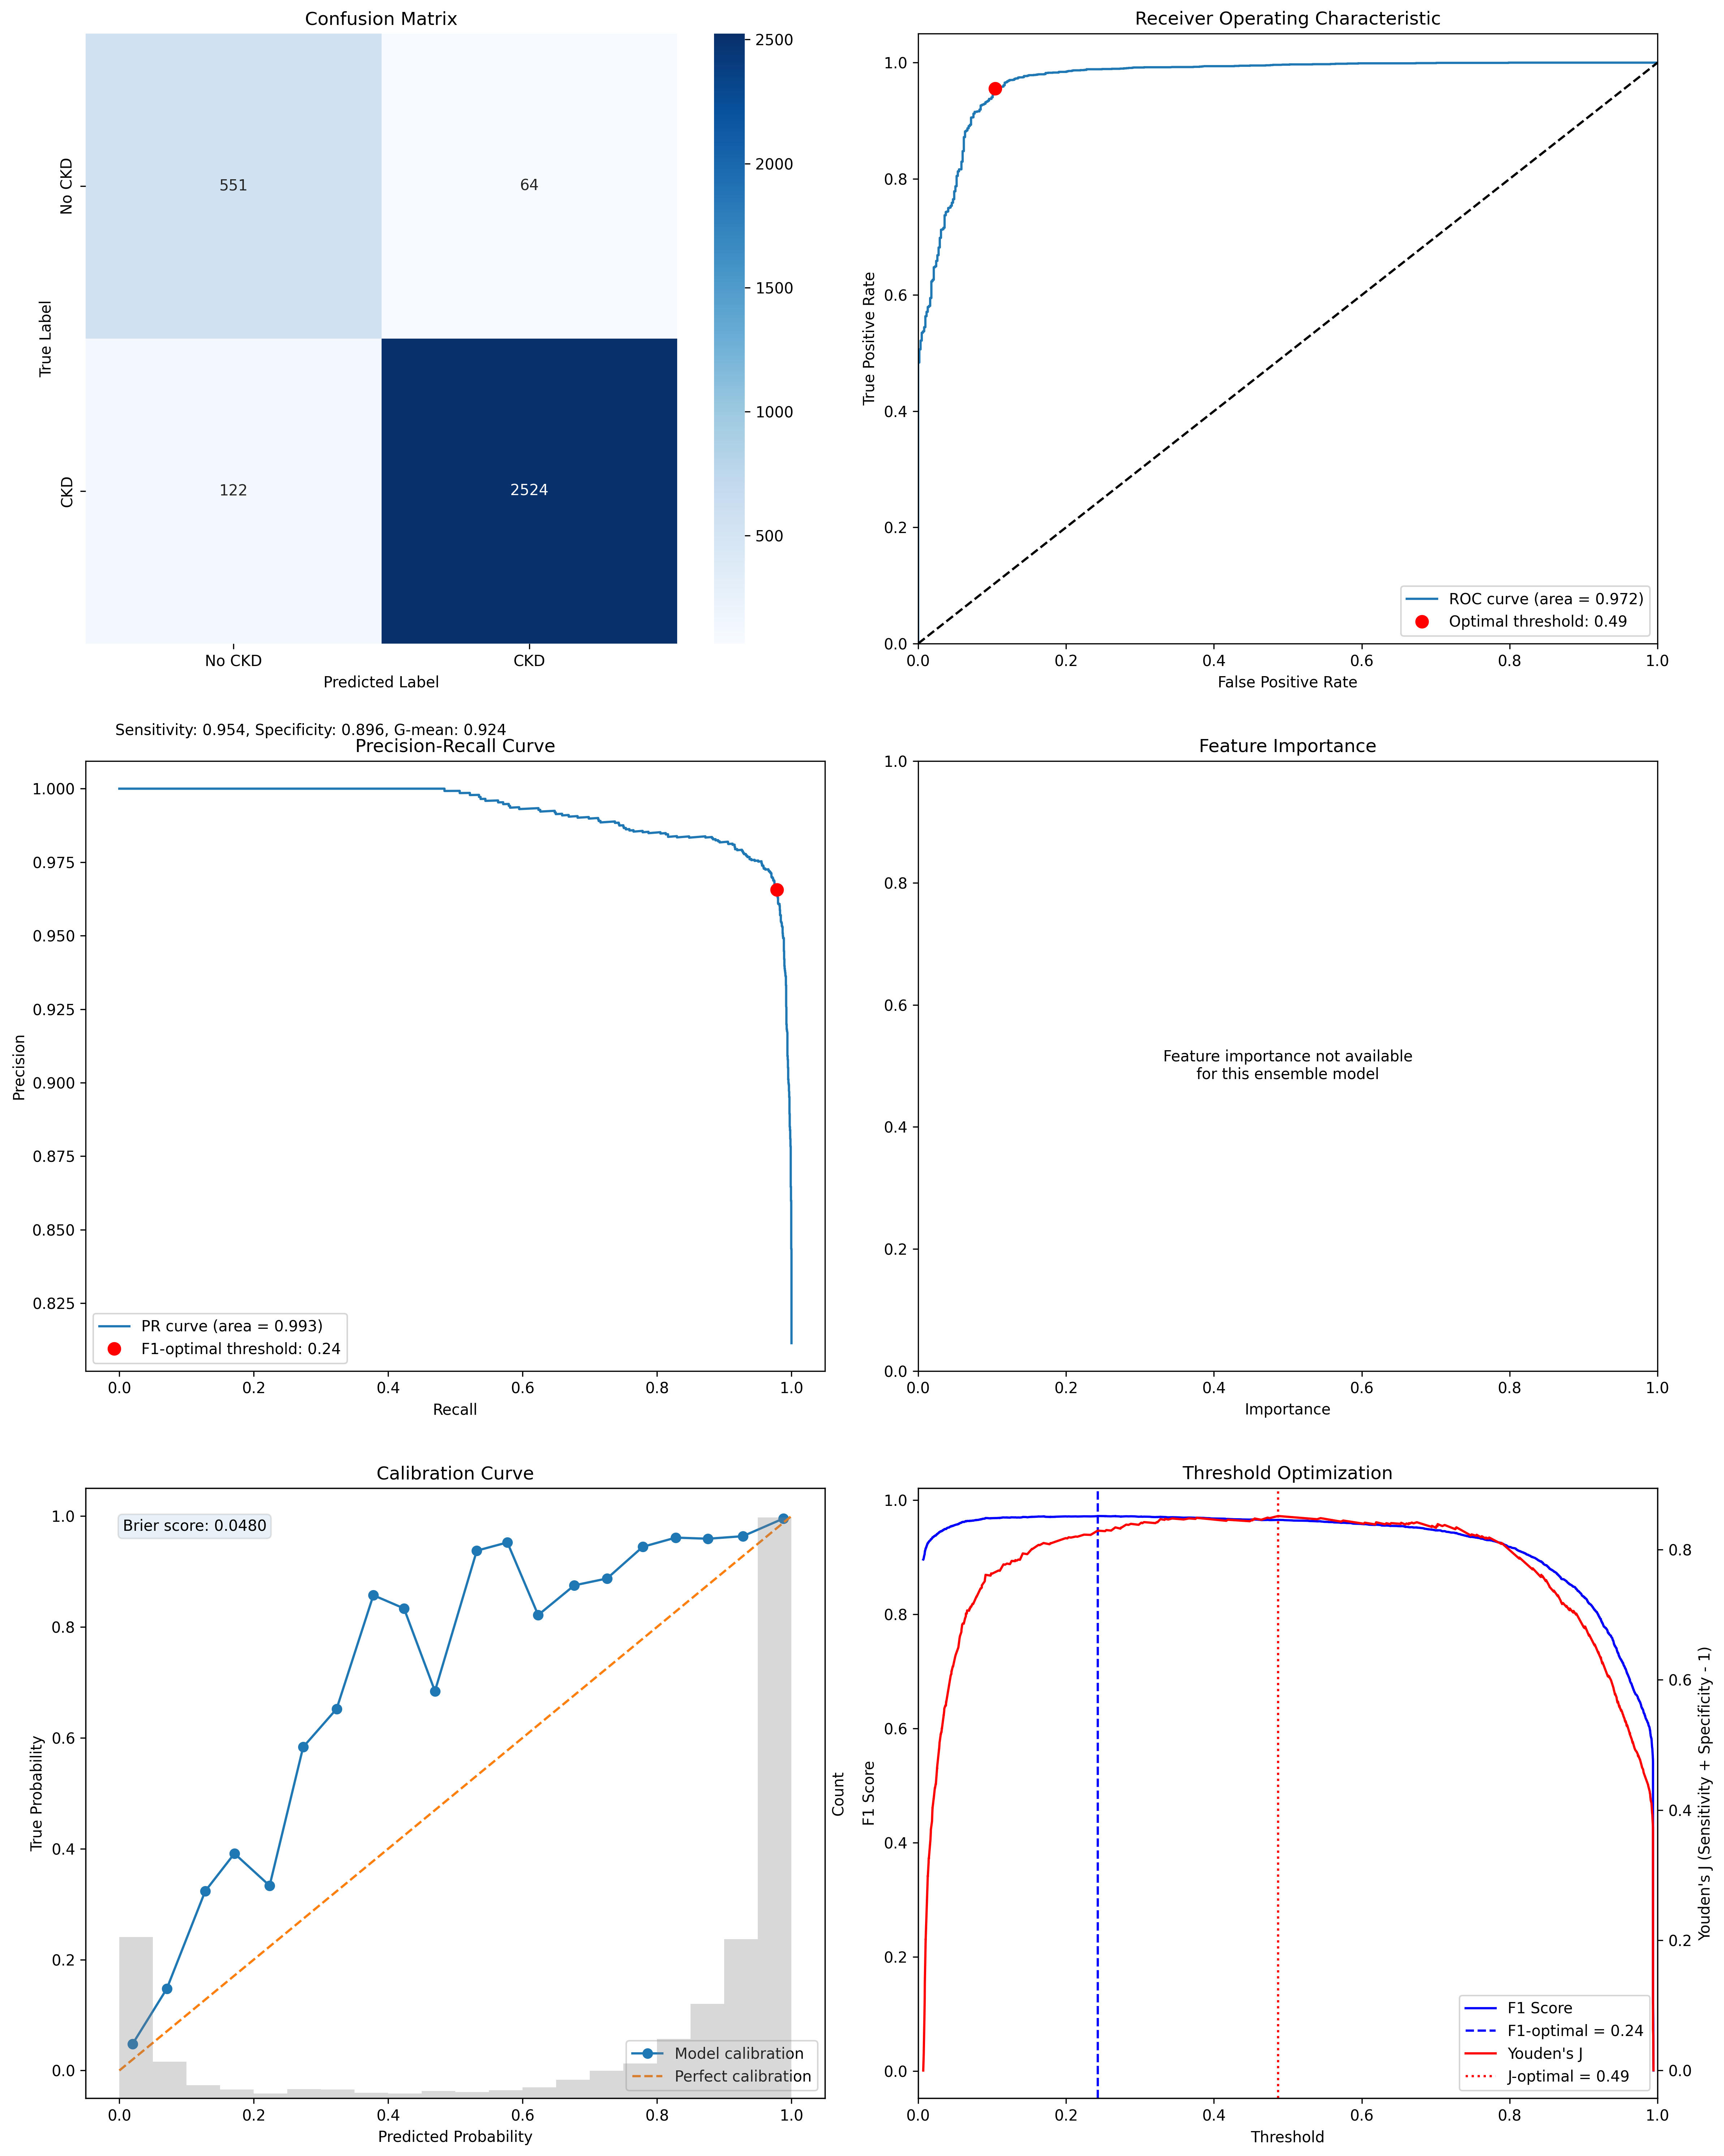 Confusion Matrix
True Label
No CKD
CKD
551
64
122
2524
No CKD
CKD
Predicted Label
2500
2000
1500
1000
500
Sensitivity: 0.954, Specificity: 0.896, G-mean: 0.924
Receiver Operating Characteristic
True Positive Rate
1.0
0.8
0.6
0.4
0.2
0.0
0.0
0.2
0.4
0.6
0.8
1.0
False Positive Rate
ROC curve (area = 0.972)
Optimal threshold: 0.49
Precision-Recall Curve
Precision
1.000
0.975
0.950
0.925
0.900
0.875
0.850
0.825
PR curve (area = 0.993)
F1-optimal threshold: 0.24
0.0
0.2
0.4
0.6
0.8
1.0
Recall
Feature Importance
1.0
0.8
0.6
0.4
0.2
0.0
Feature importance not available
for this ensemble model
0.0
0.2
0.4
0.6
0.8
1.0
Importance
Calibration Curve
Brier score: 0.0480
True Probability
1.0
0.8
0.6
0.4
0.2
0.0
Model calibration
Perfect calibration
0.0
0.2
0.4
0.6
0.8
1.0
Predicted Probability
Count
Threshold Optimization
F1 Score
1.0
0.8
0.6
0.4
0.2
0.0
F1 Score
F1-optimal = 0.24
Youden's J
J-optimal = 0.49
0.0
0.2
0.4
0.6
0.8
1.0
Threshold
0.8
0.6
0.4
0.2
0.0
Youden's J (Sensitivity + Specificity - 1)